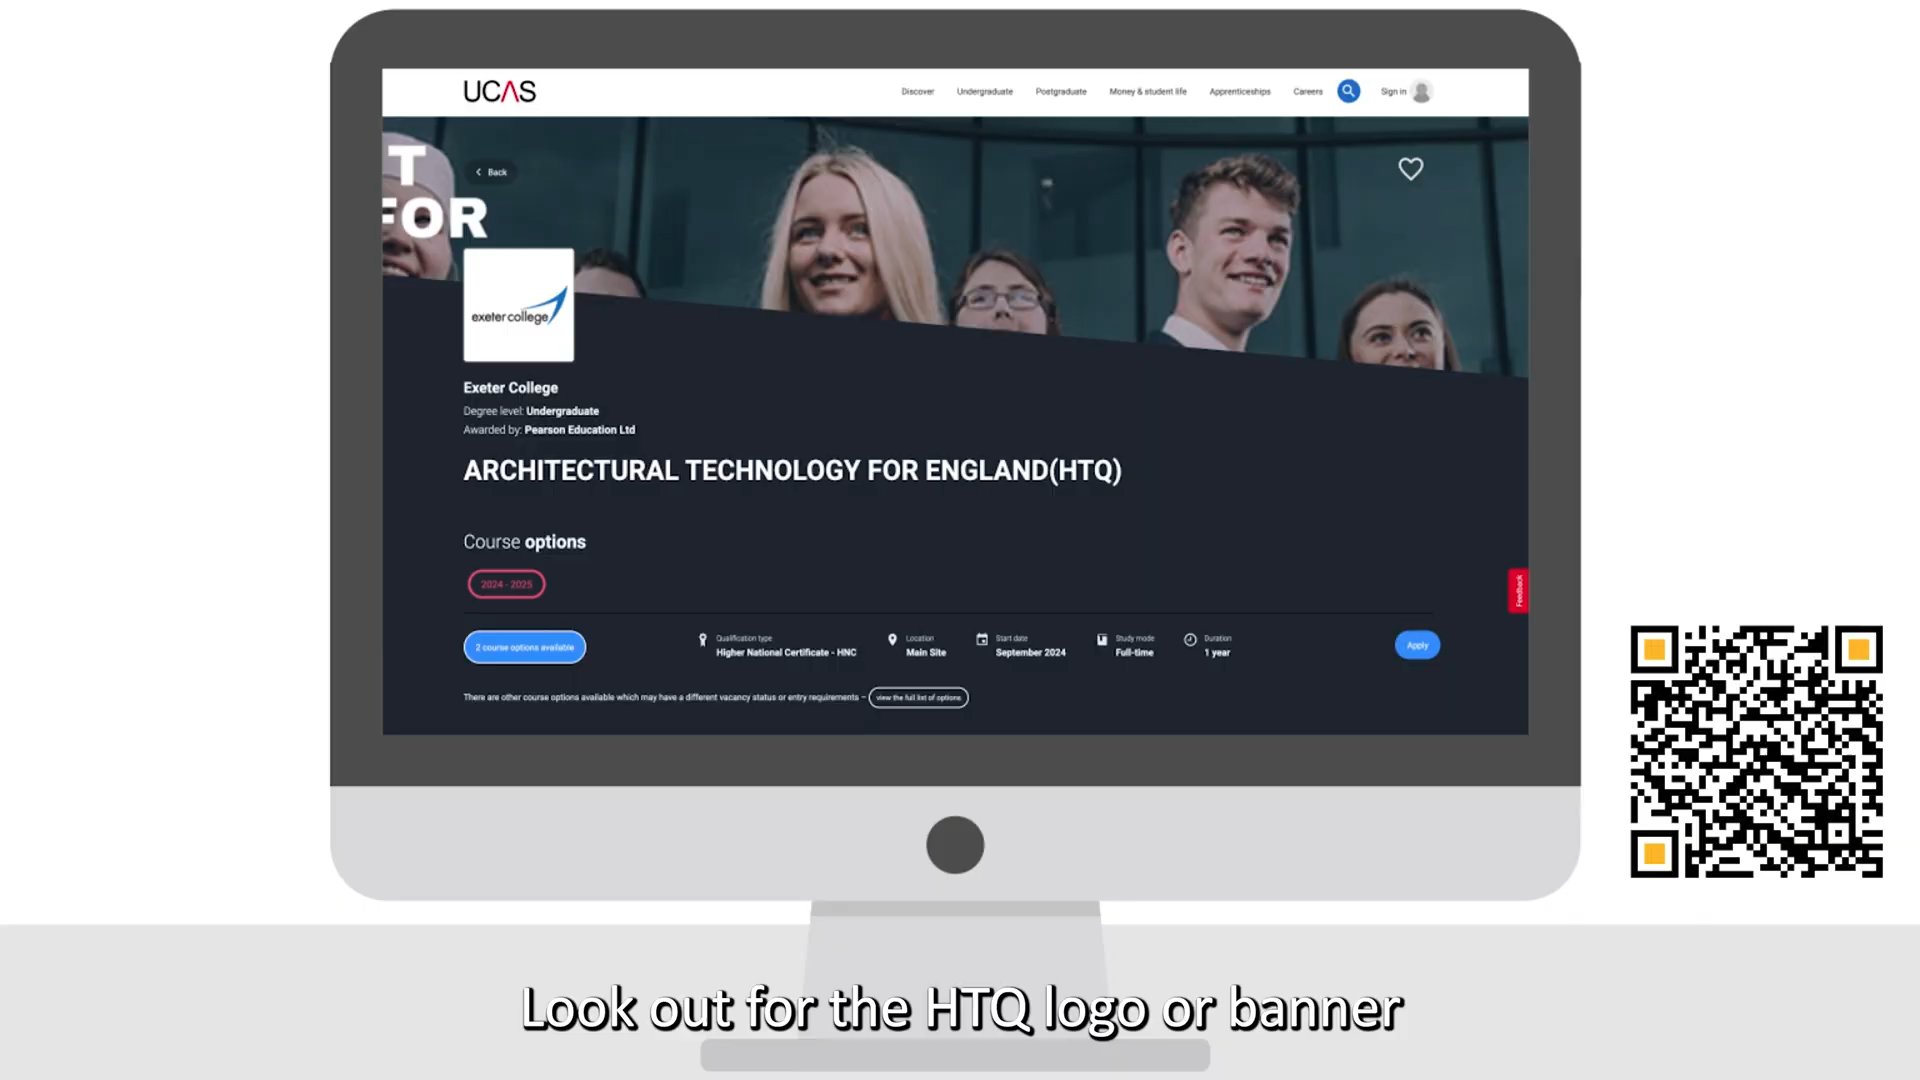 UCAS
Discover Undergraduate Postgraduate Money & student life Apprenticeships Careers Sign in
T
FOR
Back
exeter college
Exeter College
Degree level: Undergraduate
Awarded by: Pearson Education Ltd
ARCHITECTURAL TECHNOLOGY FOR ENGLAND(HTQ)
Course options
2024 - 2025
Feedback
2 course options available
Qualification type
Higher National Certificate - HNC
Location
Main Site
Start date
September 2024
Study mode
Full-time
Duration
1 year
Apply
There are other course options available which may have a different vacancy status or entry requirements – view the full list of options
Look out for the HTQ logo or banner